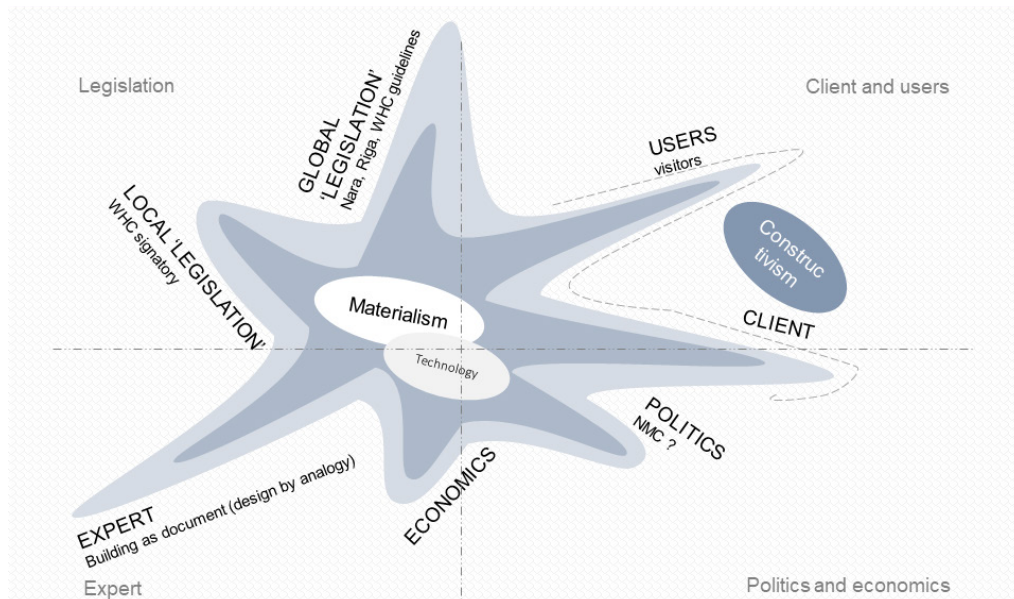 Legislation
Client and users
GLOBAL
‘LEGISLATION’
Nara, Riga, WHC guidelines
USERS
visitors
LOCAL ‘LEGISLATION’
WHC signatory
Construc
tivism
Materialism
CLIENT
Technology
POLITICS
NMC ?
ECONOMICS
EXPERT
Building as document (design by analogy)
Expert
Politics and economics